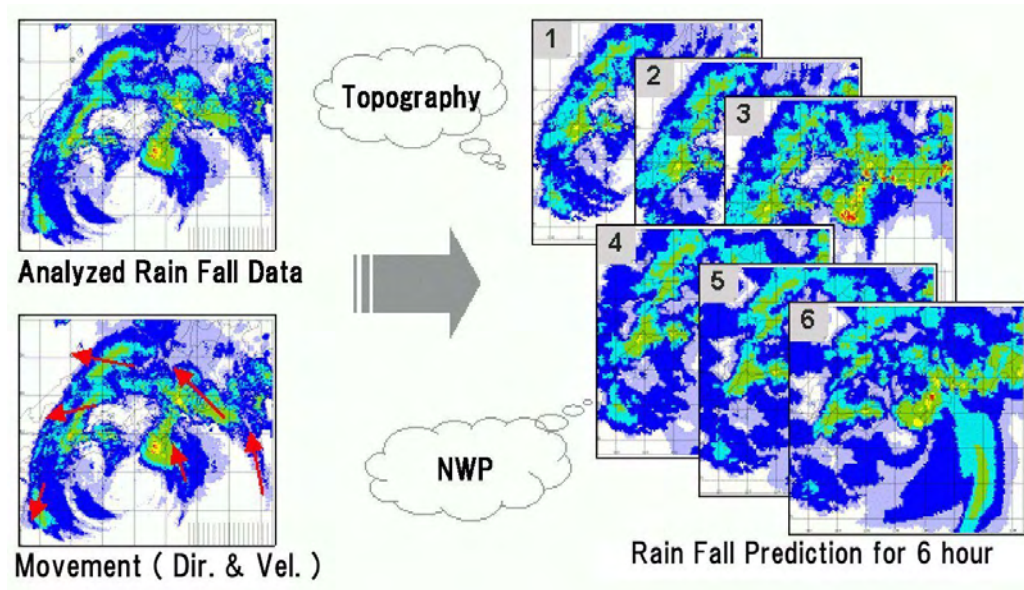 Topography
1
2
3
Analyzed Rain Fall Data
4
5
6
NWP
Movement ( Dir. & Vel. )
Rain Fall Prediction for 6 hour